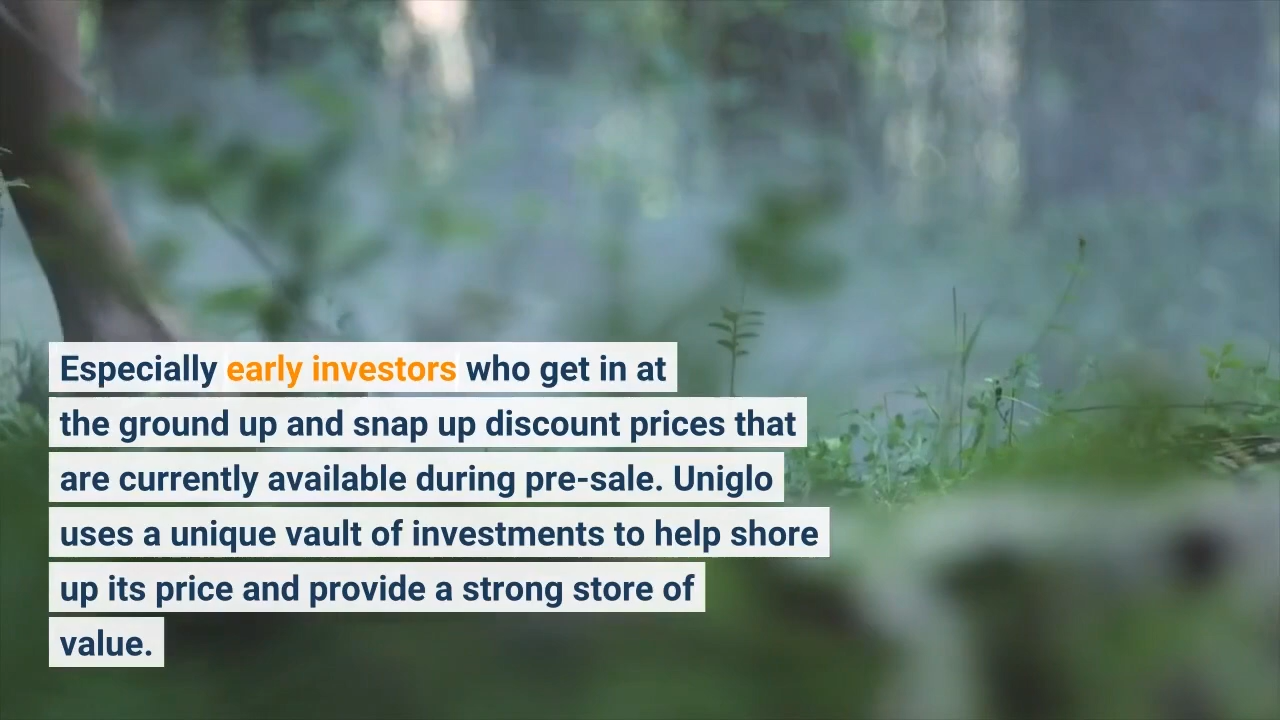 Especially early investors who get in at
the ground up and snap up discount prices that
are currently available during pre-sale. Uniglo
uses a unique vault of investments to help shore
up its price and provide a strong store of
value.